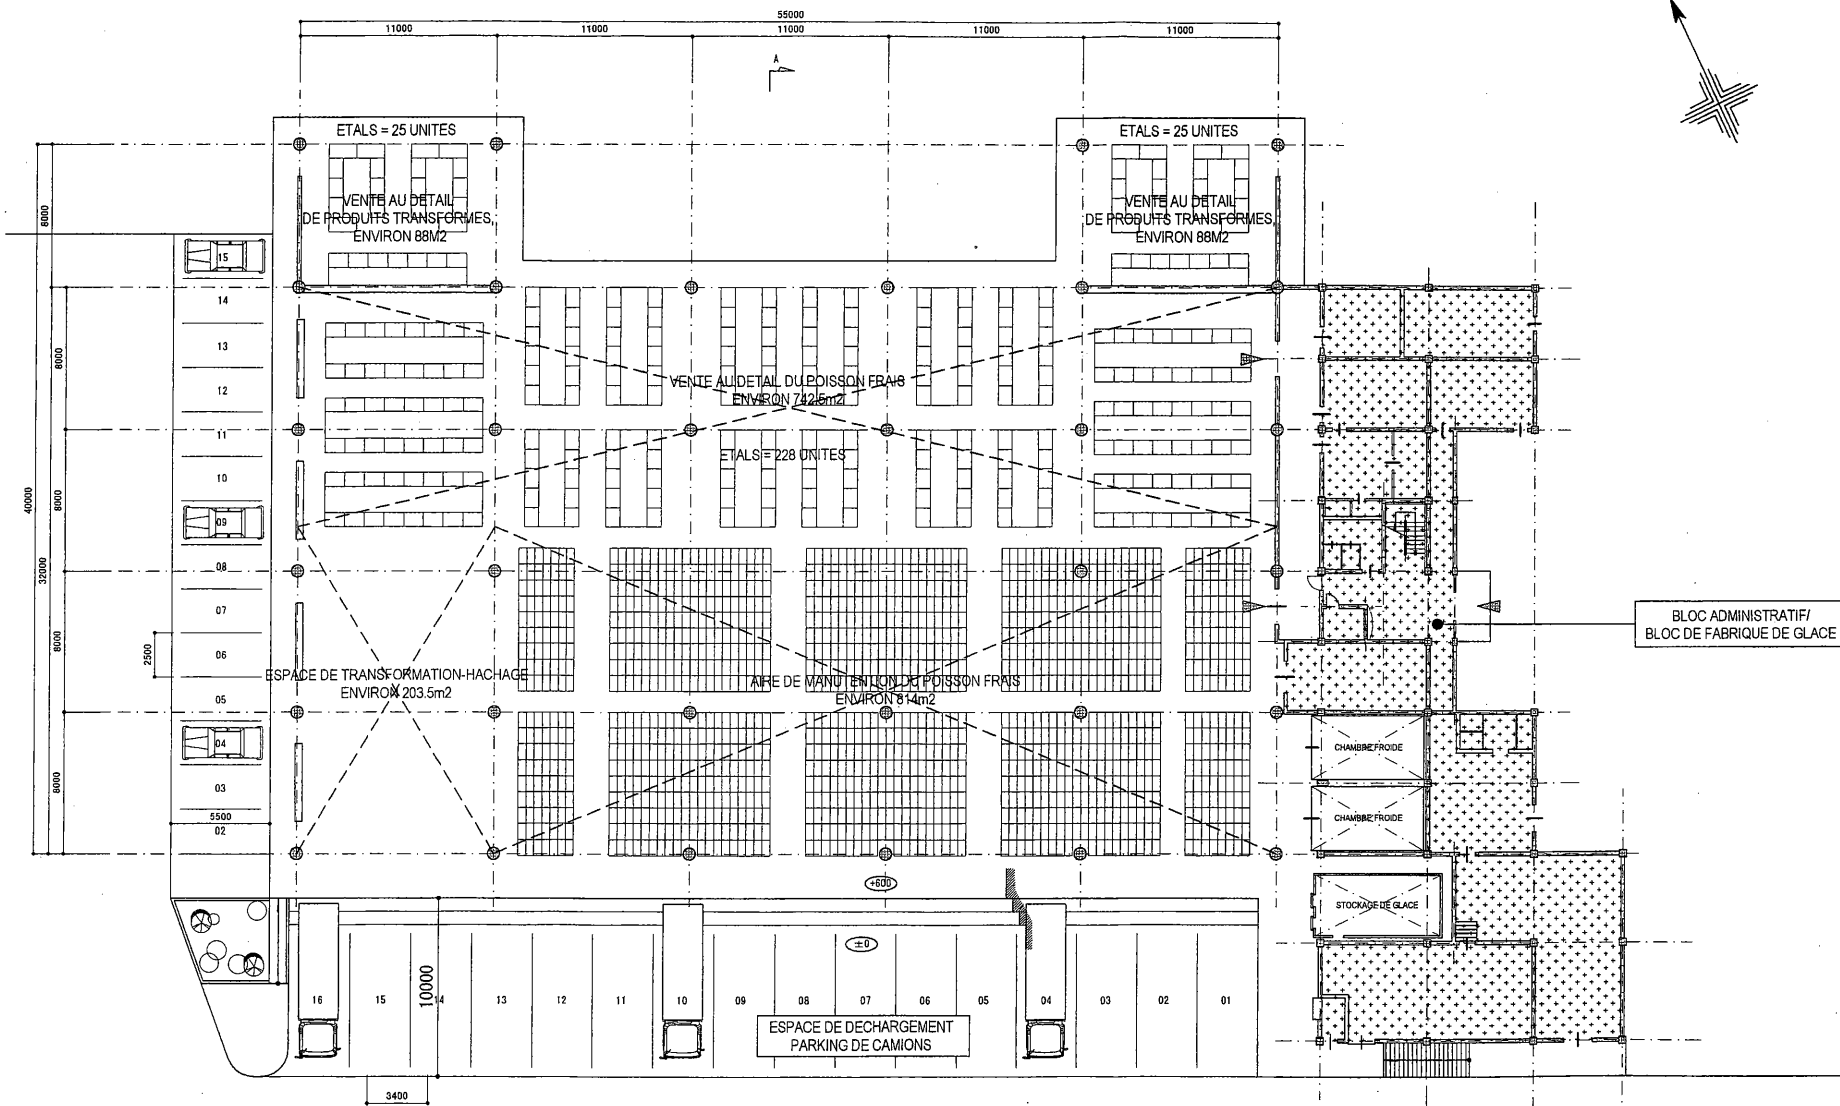 55000
11000
11000
11000
11000
11000
A
ETALS = 25 UNITES
ETALS = 25 UNITES
VENTE AU DETAIL
DE PRODUITS TRANSFORMES,
ENVIRON 88M2
VENTE AU DETAIL
DE PRODUITS TRANSFORMES,
ENVIRON 88M2
8000
8000
8000
8000
8000
40000
32000
15
14
13
12
11
10
09
08
07
06
05
04
03
02
2500
5500
VENTE AU DETAIL DU POISSON FRAIS
ENVIRON 742.5m2
ETALS = 228 UNITES
ESPACE DE TRANSFORMATION-HACHAGE
ENVIRON 203.5m2
AIRE DE MANUTENTION DU POISSON FRAIS
ENVIRON 814m2
BLOC ADMINISTRATIF/
BLOC DE FABRIQUE DE GLACE
CHAMBRE FROIDE
CHAMBRE FROIDE
STOCKAGE DE GLACE
+600
±0
10000
16
15
14
13
12
11
10
09
08
07
06
05
04
03
02
01
ESPACE DE DECHARGEMENT
PARKING DE CAMIONS
3400